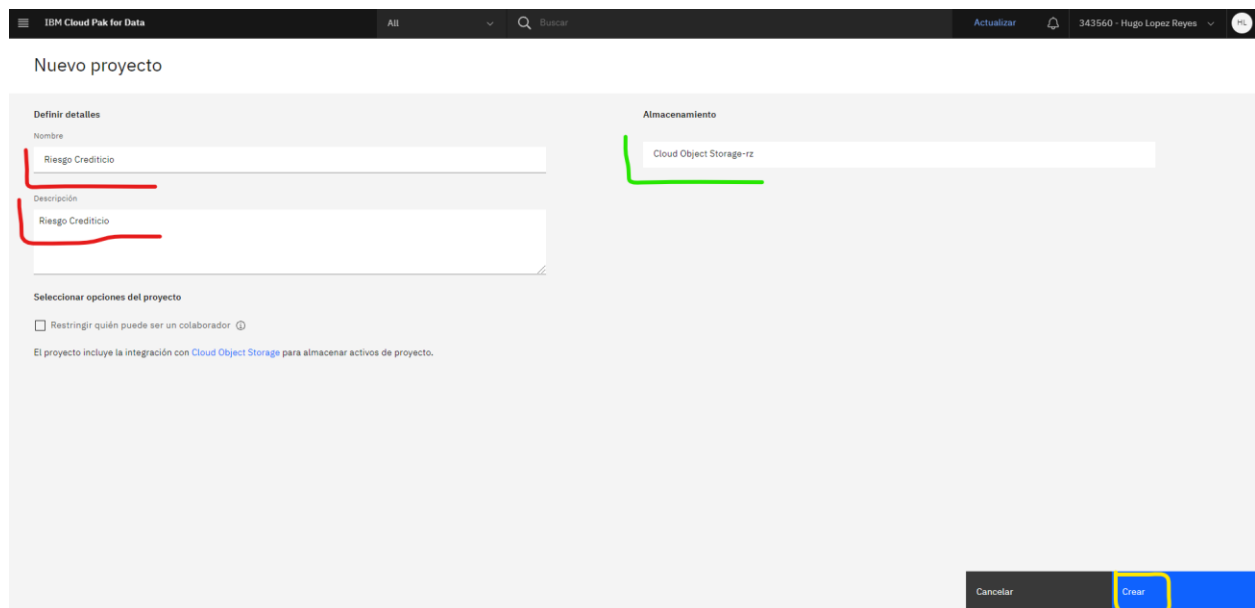 IBM Cloud Pak for Data
All
Buscar
Actualizar
343560 - Hugo Lopez Reyes
HL
Nuevo proyecto
Definir detalles
Nombre
Riesgo Crediticio
Descripción
Riesgo Crediticio
Seleccionar opciones del proyecto
Restringir quién puede ser un colaborador
El proyecto incluye la integración con Cloud Object Storage para almacenar activos de proyecto.
Almacenamiento
Cloud Object Storage-rz
Cancelar
Crear